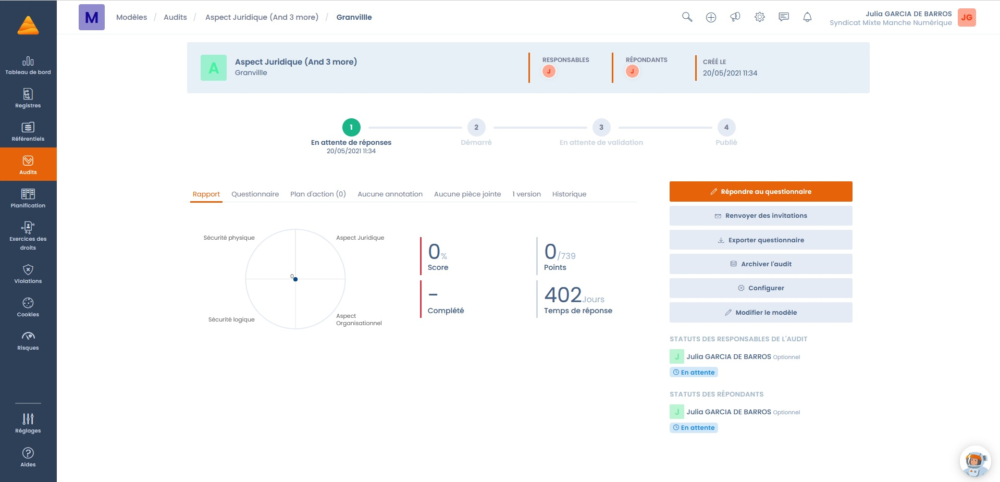 M
Modèles / Audits / Aspect Juridique (And 3 more) / Granvillle
Julia GARCIA DE BARROS
Syndicat Mixte Manche Numérique
JG
Tableau de bord
Registres
Référentiels
Audits
Planification
Exercices des
droits
Violations
Cookies
Risques
Réglages
Aides
A
Aspect Juridique (And 3 more)
Granvillle
RESPONSABLES
J
RÉPONDANTS
J
CRÉÉ LE
20/05/2021 11:34
1
En attente de réponses
20/05/2021 11:34
2
Démarré
3
En attente de validation
4
Publié
Rapport
Questionnaire
Plan d'action (0)
Aucune annotation
Aucune pièce jointe
1 version
Historique
Sécurité physique
Aspect Juridique
0
Sécurité logique
Aspect
Organisationnel
0%
Score
0/739
Points
–
Complété
402Jours
Temps de réponse
Répondre au questionnaire
Renvoyer des invitations
Exporter questionnaire
Archiver l'audit
Configurer
Modifier le modèle
STATUTS DES RESPONSABLES DE L'AUDIT
J Julia GARCIA DE BARROS Optionnel
En attente
STATUTS DES RÉPONDANTS
J Julia GARCIA DE BARROS Optionnel
En attente